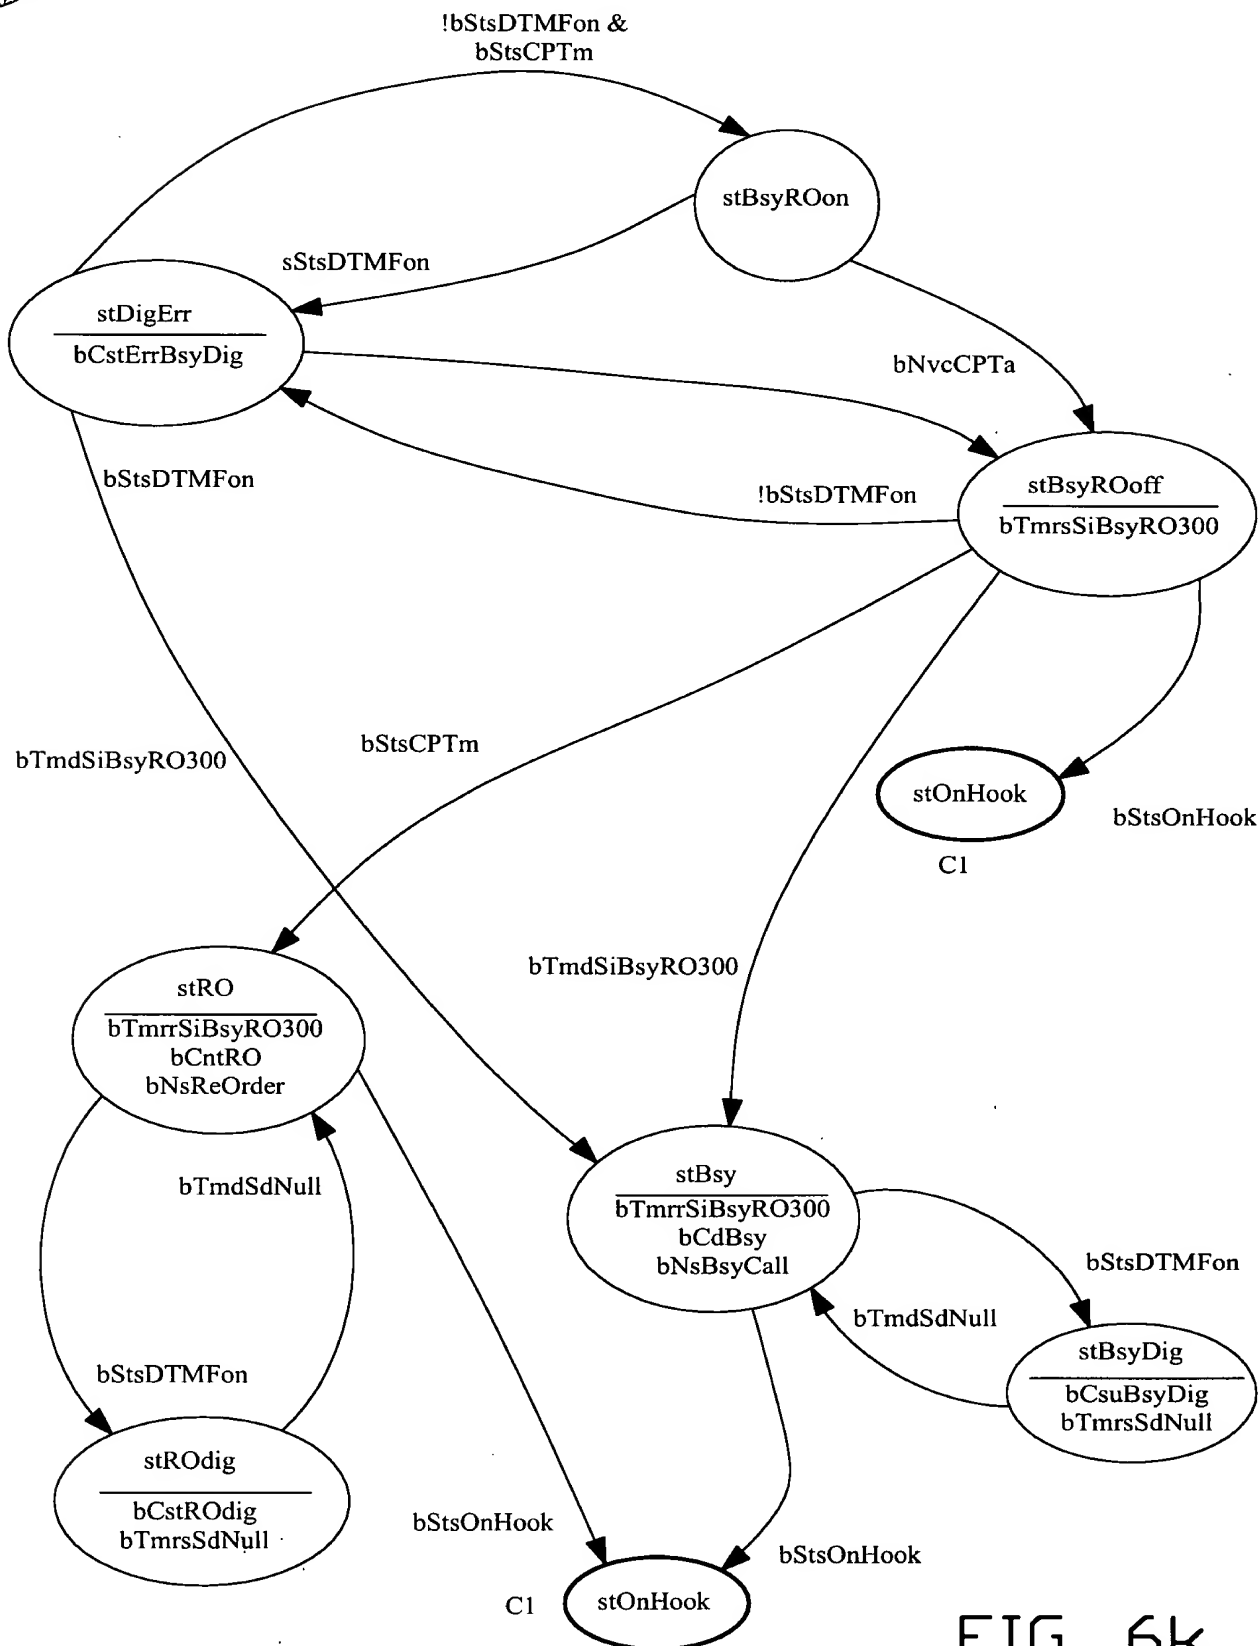 !bStsDTMFon &
bStsCPTm
stBsyROon
sStsDTMFon
stDigErr
bCstErrBsyDig
bNvcCPTa
bStsDTMFon
!bStsDTMFon
stBsyROoff
bTmrsSiBsyRO300
bTmdSiBsyRO300
bStsCPTm
stOnHook
bStsOnHook
C1
bTmdSiBsyRO300
stRO
bTmrrSiBsyRO300
bCntRO
bNsReOrder
bTmdSdNull
stBsy
bTmrrSiBsyRO300
bCdBsy
bNsBsyCall
bStsDTMFon
bTmdSdNull
stBsyDig
bCsuBsyDig
bTmrsSdNull
bStsDTMFon
stROdig
bCstROdig
bTmrsSdNull
bStsOnHook
bStsOnHook
C1
stOnHook
FIG. 6k